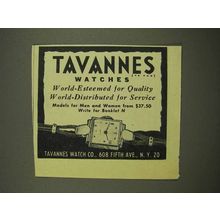 TAVANNES
WATCHES
World-Esteemed for Quality
World-Distributed for Service
Models for Men and Women from $37.50
Write for Booklet N
TAVANNES WATCH CO., 608 FIFTH AVE., N. Y. 20